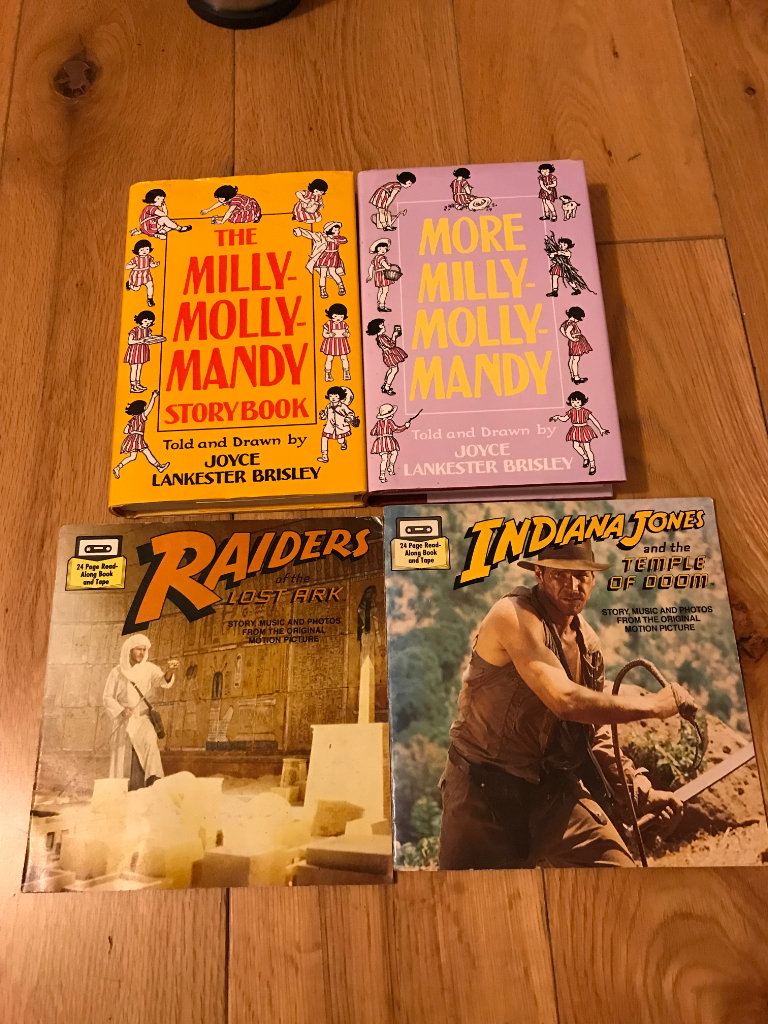 THE
MILLY-
MOLLY-
MANDY
STORYBOOK
Told and Drawn by
JOYCE
LANKESTER BRISLEY
MORE
MILLY-
MOLLY-
MANDY
Told and Drawn by
JOYCE
LANKESTER BRISLEY
24 Page Read-
Along Book
and Tape
RAIDERS
of the
LOST ARK
STORY, MUSIC AND PHOTOS
FROM THE ORIGINAL
MOTION PICTURE
24 Page Read-
Along Book
and Tape
INDIANA JONES
and the
TEMPLE
OF DOOM
STORY, MUSIC AND PHOTOS
FROM THE ORIGINAL
MOTION PICTURE